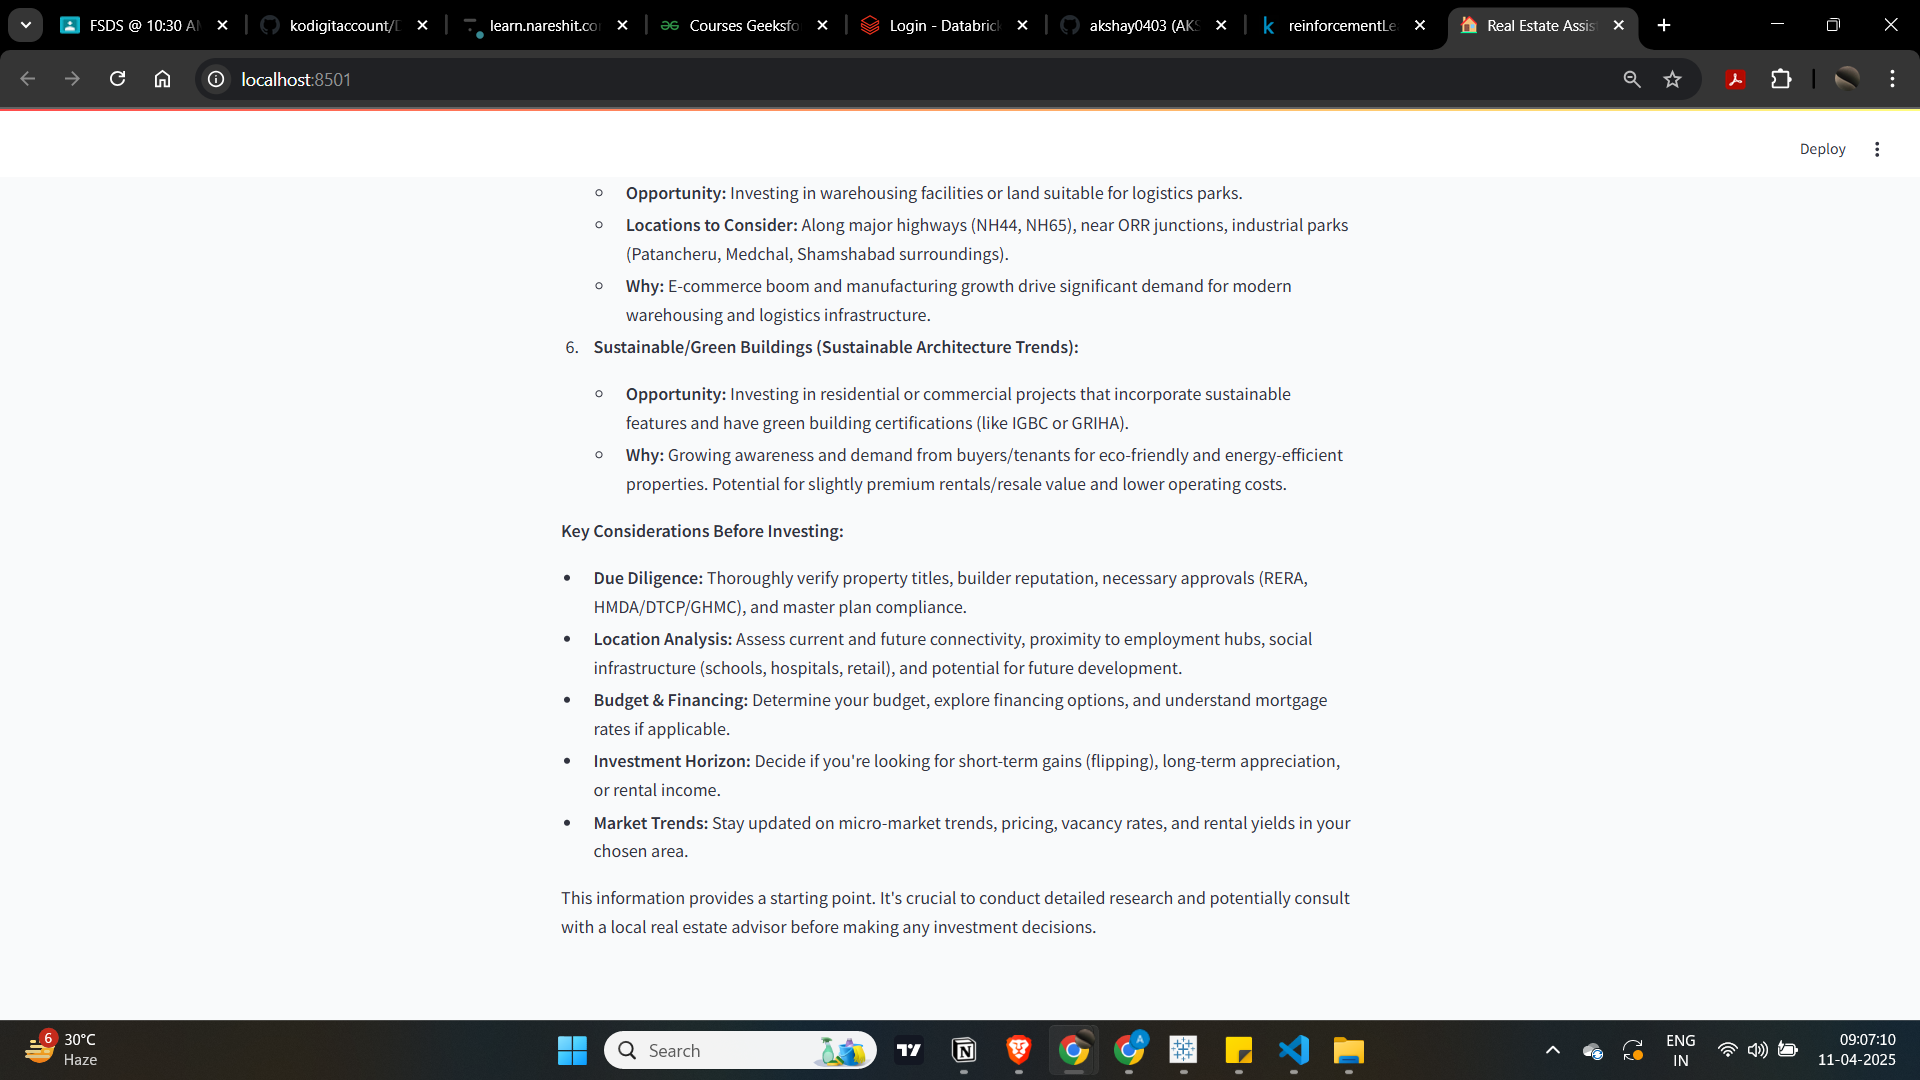 FSDS @ 10:30 AM
kodigitaccount/D
learn.nareshit.co
Courses Geeksfo
Login - Databrick
akshay0403 (AKS
reinforcementLe
Real Estate Assis
localhost:8501
Deploy
Opportunity: Investing in warehousing facilities or land suitable for logistics parks.
Locations to Consider: Along major highways (NH44, NH65), near ORR junctions, industrial parks
(Patancheru, Medchal, Shamshabad surroundings).
Why: E-commerce boom and manufacturing growth drive significant demand for modern
warehousing and logistics infrastructure.
6. Sustainable/Green Buildings (Sustainable Architecture Trends):
Opportunity: Investing in residential or commercial projects that incorporate sustainable
features and have green building certifications (like IGBC or GRIHA).
Why: Growing awareness and demand from buyers/tenants for eco-friendly and energy-efficient
properties. Potential for slightly premium rentals/resale value and lower operating costs.
Key Considerations Before Investing:
Due Diligence: Thoroughly verify property titles, builder reputation, necessary approvals (RERA,
HMDA/DTCP/GHMC), and master plan compliance.
Location Analysis: Assess current and future connectivity, proximity to employment hubs, social
infrastructure (schools, hospitals, retail), and potential for future development.
Budget & Financing: Determine your budget, explore financing options, and understand mortgage
rates if applicable.
Investment Horizon: Decide if you're looking for short-term gains (flipping), long-term appreciation,
or rental income.
Market Trends: Stay updated on micro-market trends, pricing, vacancy rates, and rental yields in your
chosen area.
This information provides a starting point. It's crucial to conduct detailed research and potentially consult
with a local real estate advisor before making any investment decisions.
6
30°C
Haze
Search
A
ENG
IN
09:07:10
11-04-2025